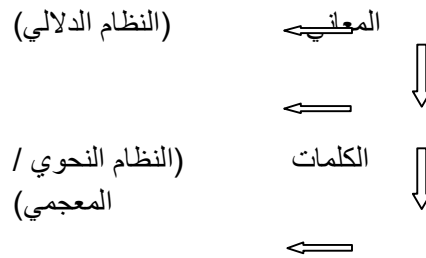 المعاني (النظام الدلالي)
الكلمات (النظام النحوي /
المعجمي)